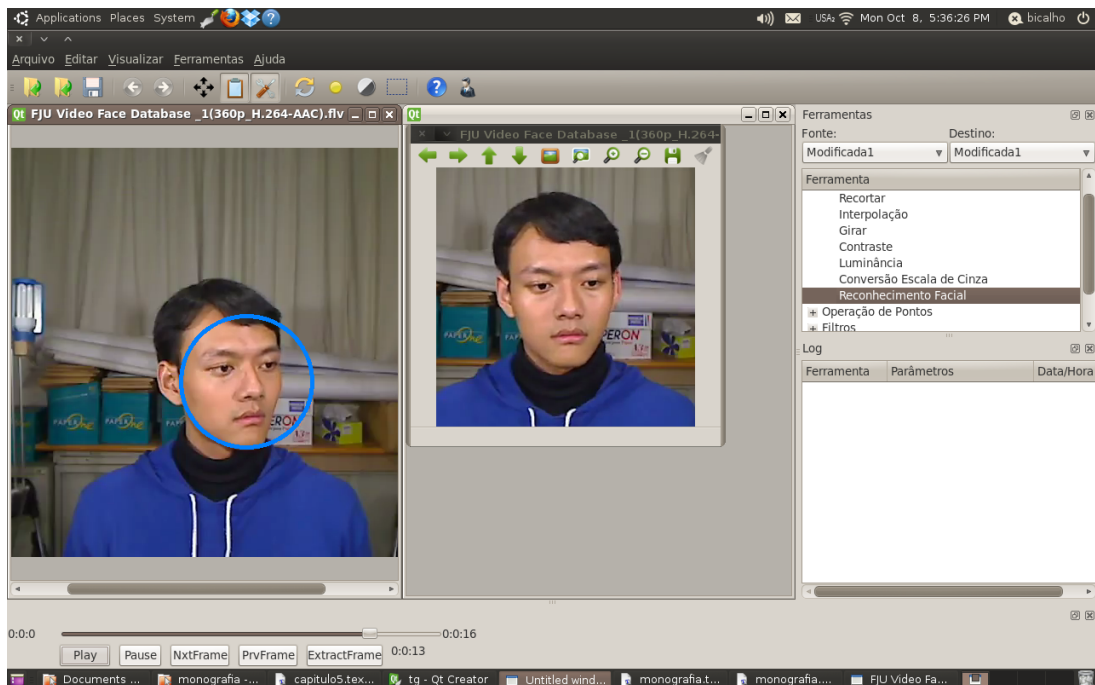 Applications Places System USA₂ Mon Oct 8, 5:36:26 PM bicalho
Arquivo Editar Visualizar Ferramentas Ajuda
FJU Video Face Database _1(360p_H.264-AAC).flv
FJU Video Face Database _1(360p_H.264-
Ferramentas
Fonte: Destino:
Modificada1 Modificada1
Ferramenta
Recortar
Interpolação
Girar
Contraste
Luminância
Conversão Escala de Cinza
Reconhecimento Facial
Operação de Pontos
Filtros
Log
Ferramenta Parâmetros Data/Hora
PERON
PERON
0:0:0 0:0:16
Play Pause NxtFrame PrvFrame ExtractFrame 0:0:13
Documents ... monografia -... capitulo5.tex... tg - Qt Creator Untitled wind... monografia.t... monografia.... FJU Video Fa...